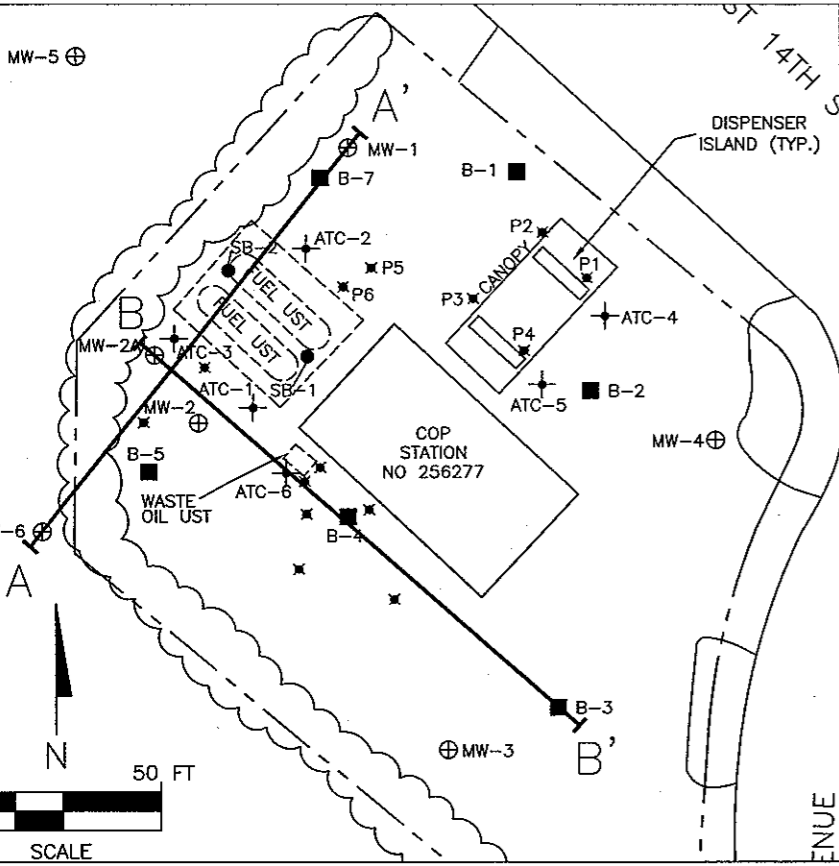 MW-5
ST 14TH S
A'
DISPENSER
ISLAND (TYP.)
MW-1
B-7
B-1
P2
ATC-2
SB-2
P5
P1
CANOPY
P6
P3
FUEL UST
FUEL UST
ATC-4
B
P4
MW-2A
ATC-3
ATC-1
SB-1
ATC-5
B-2
MW-2
COP
STATION
NO 256277
MW-4
B-5
WASTE
OIL UST
ATC-6
B-4
-6
A
B-3
B'
MW-3
N
50 FT
SCALE
ENUE